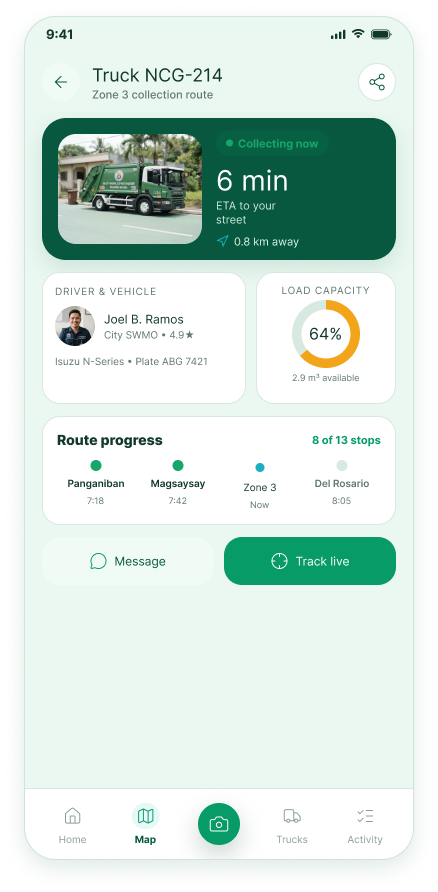 9:41
Truck NCG-214
Zone 3 collection route
Collecting now
6 min
ETA to your
street
0.8 km away
DRIVER & VEHICLE
Joel B. Ramos
City SWMO • 4.9★
Isuzu N-Series • Plate ABG 7421
LOAD CAPACITY
64%
2.9 m³ available
Route progress
8 of 13 stops
Panganiban
Magsaysay
Zone 3
Del Rosario
7:18
7:42
Now
8:05
Message
Track live
Home
Map
Trucks
Activity